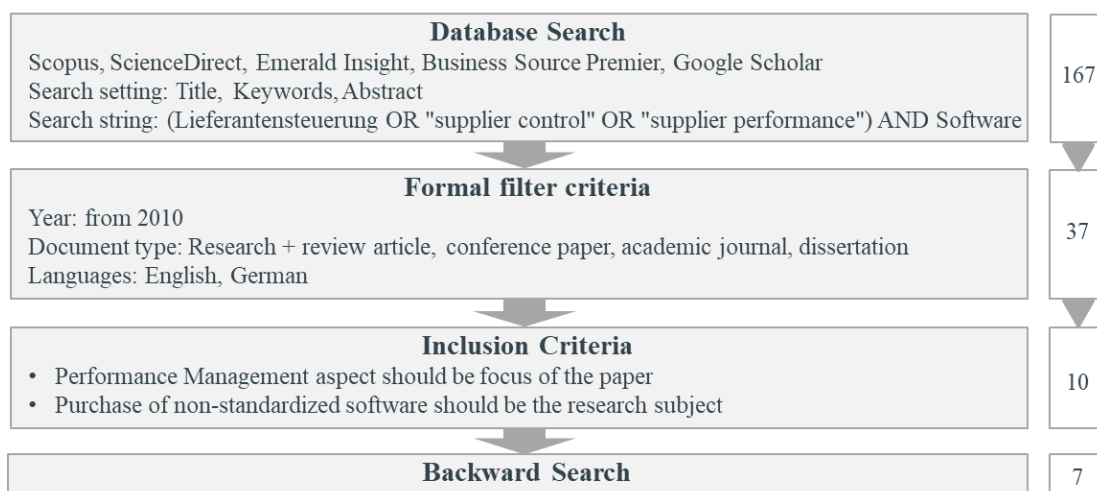 Database Search
Scopus, ScienceDirect, Emerald Insight, Business Source Premier, Google Scholar
Search setting: Title, Keywords, Abstract
Search string: (Lieferantensteuerung OR "supplier control" OR "supplier performance") AND Software
167
Formal filter criteria
Year: from 2010
Document type: Research + review article, conference paper, academic journal, dissertation
Languages: English, German
37
Inclusion Criteria
• Performance Management aspect should be focus of the paper
• Purchase of non-standardized software should be the research subject
10
Backward Search
7